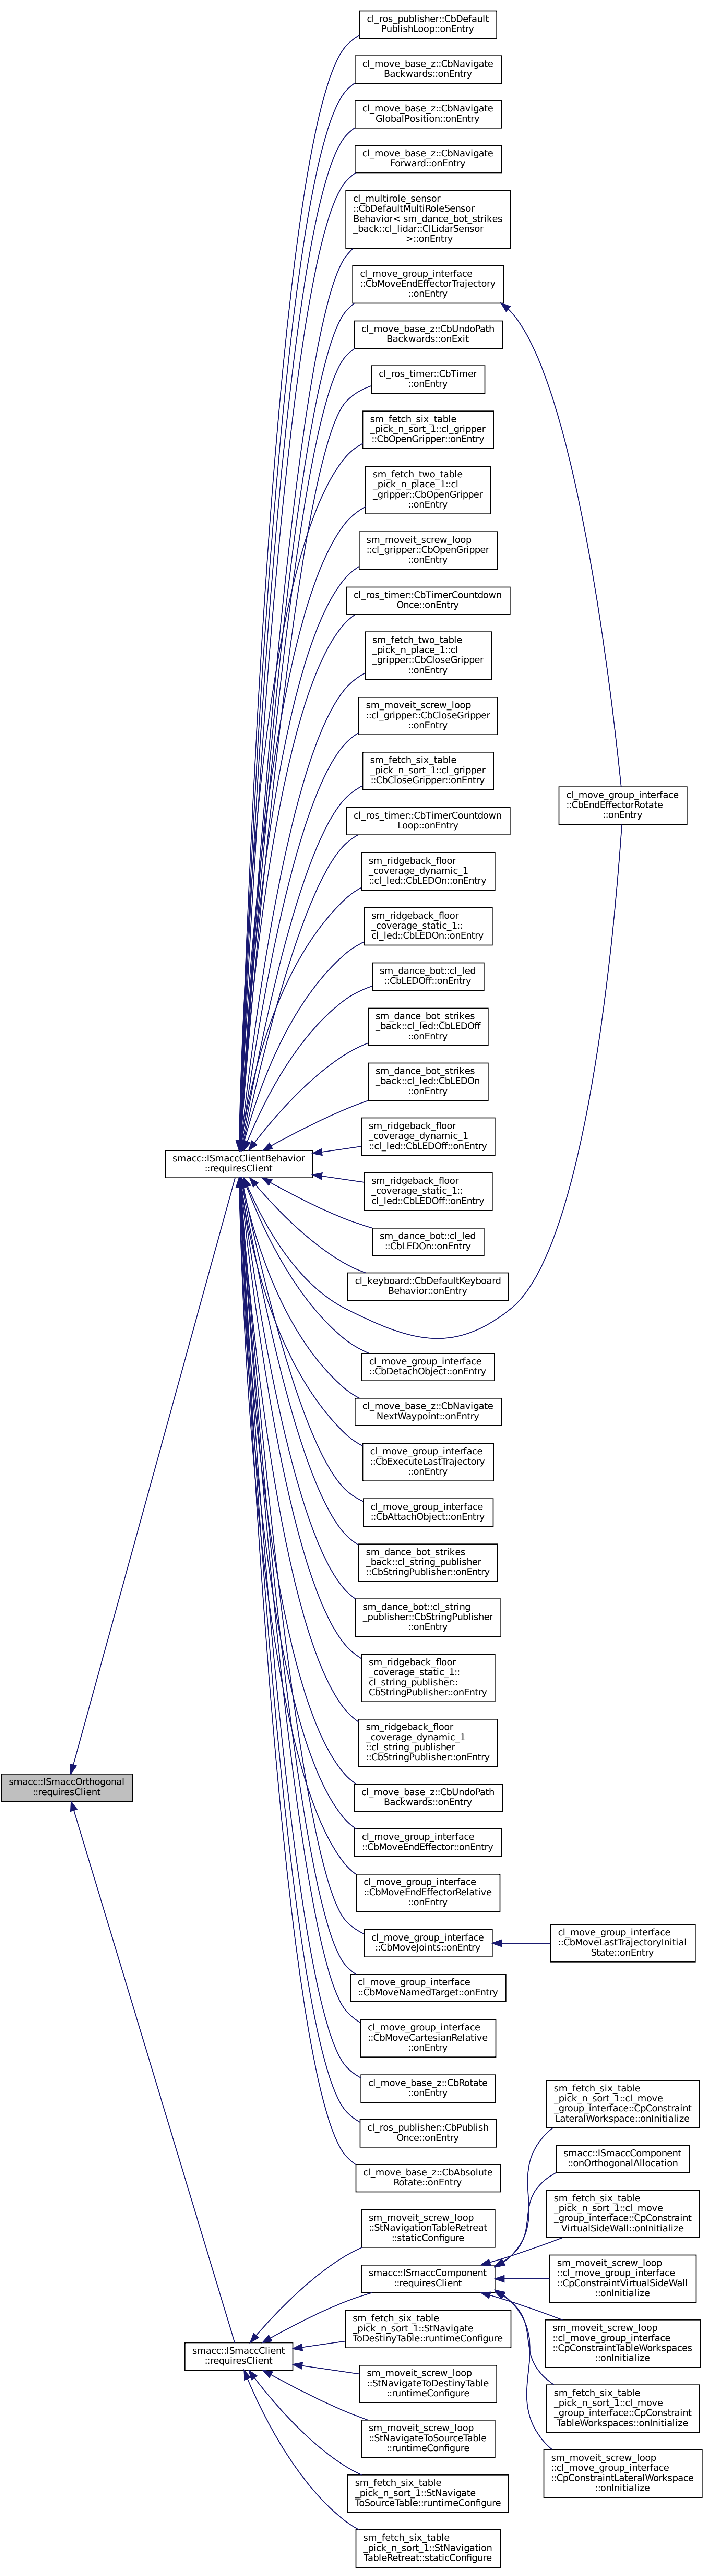 cl_ros_publisher::CbDefault
PublishLoop::onEntry
cl_move_base_z::CbNavigate
Backwards::onEntry
cl_move_base_z::CbNavigate
GlobalPosition::onEntry
cl_move_base_z::CbNavigate
Forward::onEntry
cl_multirole_sensor
::CbDefaultMultiRoleSensor
Behavior< sm_dance_bot_strikes
_back::cl_lidar::ClLidarSensor
>::onEntry
cl_move_group_interface
::CbMoveEndEffectorTrajectory
::onEntry
cl_move_base_z::CbUndoPath
Backwards::onExit
cl_ros_timer::CbTimer
::onEntry
sm_fetch_six_table
_pick_n_sort_1::cl_gripper
::CbOpenGripper::onEntry
sm_fetch_two_table
_pick_n_place_1::cl
_gripper::CbOpenGripper
::onEntry
sm_moveit_screw_loop
::cl_gripper::CbOpenGripper
::onEntry
cl_ros_timer::CbTimerCountdown
Once::onEntry
sm_fetch_two_table
_pick_n_place_1::cl
_gripper::CbCloseGripper
::onEntry
sm_moveit_screw_loop
::cl_gripper::CbCloseGripper
::onEntry
sm_fetch_six_table
_pick_n_sort_1::cl_gripper
::CbCloseGripper::onEntry
cl_move_group_interface
::CbEndEffectorRotate
::onEntry
cl_ros_timer::CbTimerCountdown
Loop::onEntry
sm_ridgeback_floor
_coverage_dynamic_1
::cl_led::CbLEDOn::onEntry
sm_ridgeback_floor
_coverage_static_1::
cl_led::CbLEDOn::onEntry
sm_dance_bot::cl_led
::CbLEDOff::onEntry
sm_dance_bot_strikes
_back::cl_led::CbLEDOff
::onEntry
sm_dance_bot_strikes
_back::cl_led::CbLEDOn
::onEntry
sm_ridgeback_floor
_coverage_dynamic_1
::cl_led::CbLEDOff::onEntry
smacc::ISmaccClientBehavior
::requiresClient
sm_ridgeback_floor
_coverage_static_1::
cl_led::CbLEDOff::onEntry
sm_dance_bot::cl_led
::CbLEDOn::onEntry
cl_keyboard::CbDefaultKeyboard
Behavior::onEntry
cl_move_group_interface
::CbDetachObject::onEntry
cl_move_base_z::CbNavigate
NextWaypoint::onEntry
cl_move_group_interface
::CbExecuteLastTrajectory
::onEntry
cl_move_group_interface
::CbAttachObject::onEntry
sm_dance_bot_strikes
_back::cl_string_publisher
::CbStringPublisher::onEntry
sm_dance_bot::cl_string
_publisher::CbStringPublisher
::onEntry
sm_ridgeback_floor
_coverage_static_1::
cl_string_publisher::
CbStringPublisher::onEntry
sm_ridgeback_floor
_coverage_dynamic_1
::cl_string_publisher
::CbStringPublisher::onEntry
smacc::ISmaccOrthogonal
::requiresClient
cl_move_base_z::CbUndoPath
Backwards::onEntry
cl_move_group_interface
::CbMoveEndEffector::onEntry
cl_move_group_interface
::CbMoveEndEffectorRelative
::onEntry
cl_move_group_interface
::CbMoveJoints::onEntry
cl_move_group_interface
::CbMoveLastTrajectoryInitial
State::onEntry
cl_move_group_interface
::CbMoveNamedTarget::onEntry
cl_move_group_interface
::CbMoveCartesianRelative
::onEntry
cl_move_base_z::CbRotate
::onEntry
cl_ros_publisher::CbPublish
Once::onEntry
cl_move_base_z::CbAbsolute
Rotate::onEntry
sm_fetch_six_table
_pick_n_sort_1::cl_move
_group_interface::CpConstraint
LateralWorkspace::onInitialize
smacc::ISmaccComponent
::onOrthogonalAllocation
sm_fetch_six_table
_pick_n_sort_1::cl_move
_group_interface::CpConstraint
VirtualSideWall::onInitialize
sm_moveit_screw_loop
::StNavigationTableRetreat
::staticConfigure
smacc::ISmaccComponent
::requiresClient
sm_moveit_screw_loop
::cl_move_group_interface
::CpConstraintVirtualSideWall
::onInitialize
smacc::ISmaccClient
::requiresClient
sm_fetch_six_table
_pick_n_sort_1::StNavigate
ToDestinyTable::runtimeConfigure
sm_moveit_screw_loop
::cl_move_group_interface
::CpConstraintTableWorkspaces
::onInitialize
sm_moveit_screw_loop
::StNavigateToDestinyTable
::runtimeConfigure
sm_fetch_six_table
_pick_n_sort_1::cl_move
_group_interface::CpConstraint
TableWorkspaces::onInitialize
sm_moveit_screw_loop
::StNavigateToSourceTable
::runtimeConfigure
sm_moveit_screw_loop
::cl_move_group_interface
::CpConstraintLateralWorkspace
::onInitialize
sm_fetch_six_table
_pick_n_sort_1::StNavigate
ToSourceTable::runtimeConfigure
sm_fetch_six_table
_pick_n_sort_1::StNavigation
TableRetreat::staticConfigure